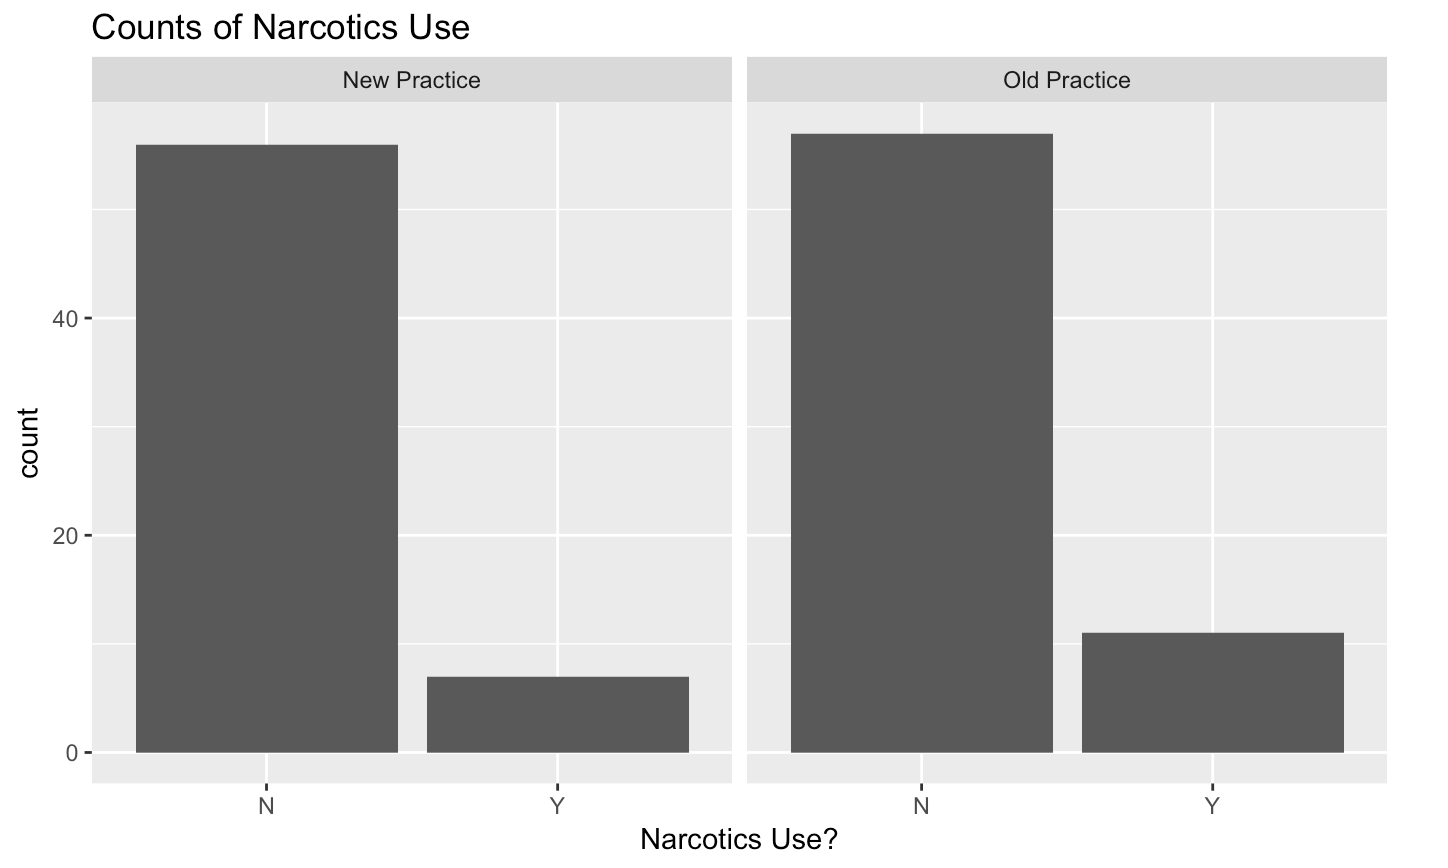 Counts of Narcotics Use
New Practice
Old Practice
40
20
0
count
N
Y
N
Y
Narcotics Use?